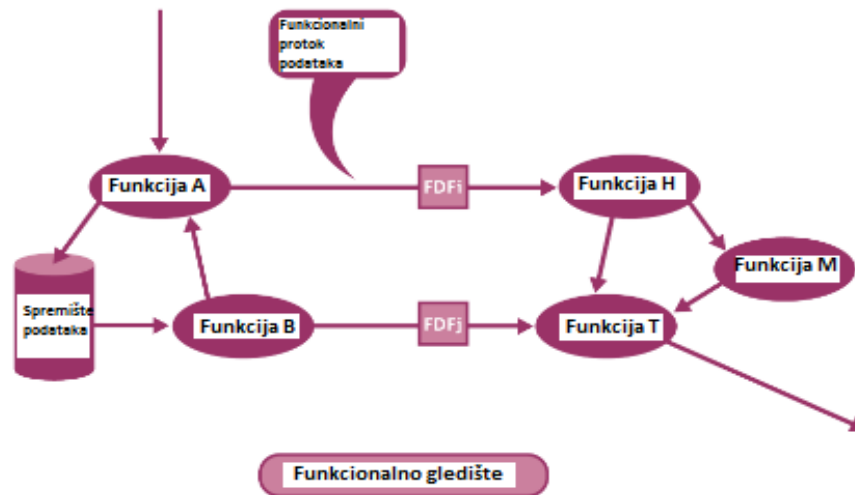 Funkcionalni
protok
podataka
Funkcija A
FDFi
Funkcija H
Funkcija M
Spremište
podataka
Funkcija B
FDFj
Funkcija T
Funkcionalno gledište